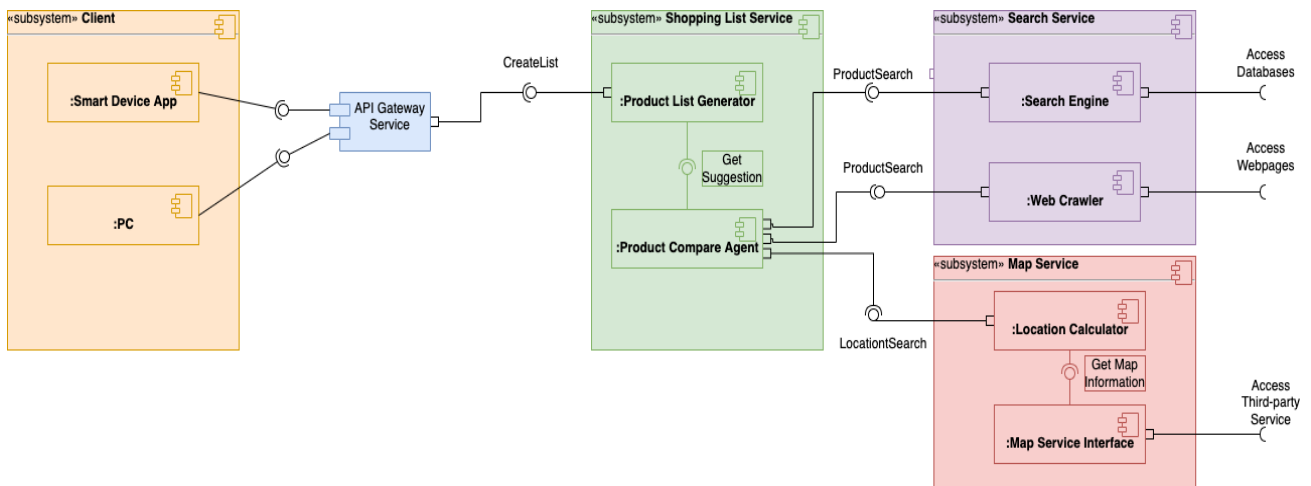 «subsystem» Client
:Smart Device App
:PC
API Gateway
Service
CreateList
«subsystem» Shopping List Service
:Product List Generator
Get
Suggestion
:Product Compare Agent
ProductSearch
ProductSearch
LocationtSearch
«subsystem» Search Service
:Search Engine
:Web Crawler
Access
Databases
Access
Webpages
«subsystem» Map Service
:Location Calculator
Get Map
Information
:Map Service Interface
Access
Third-party
Service